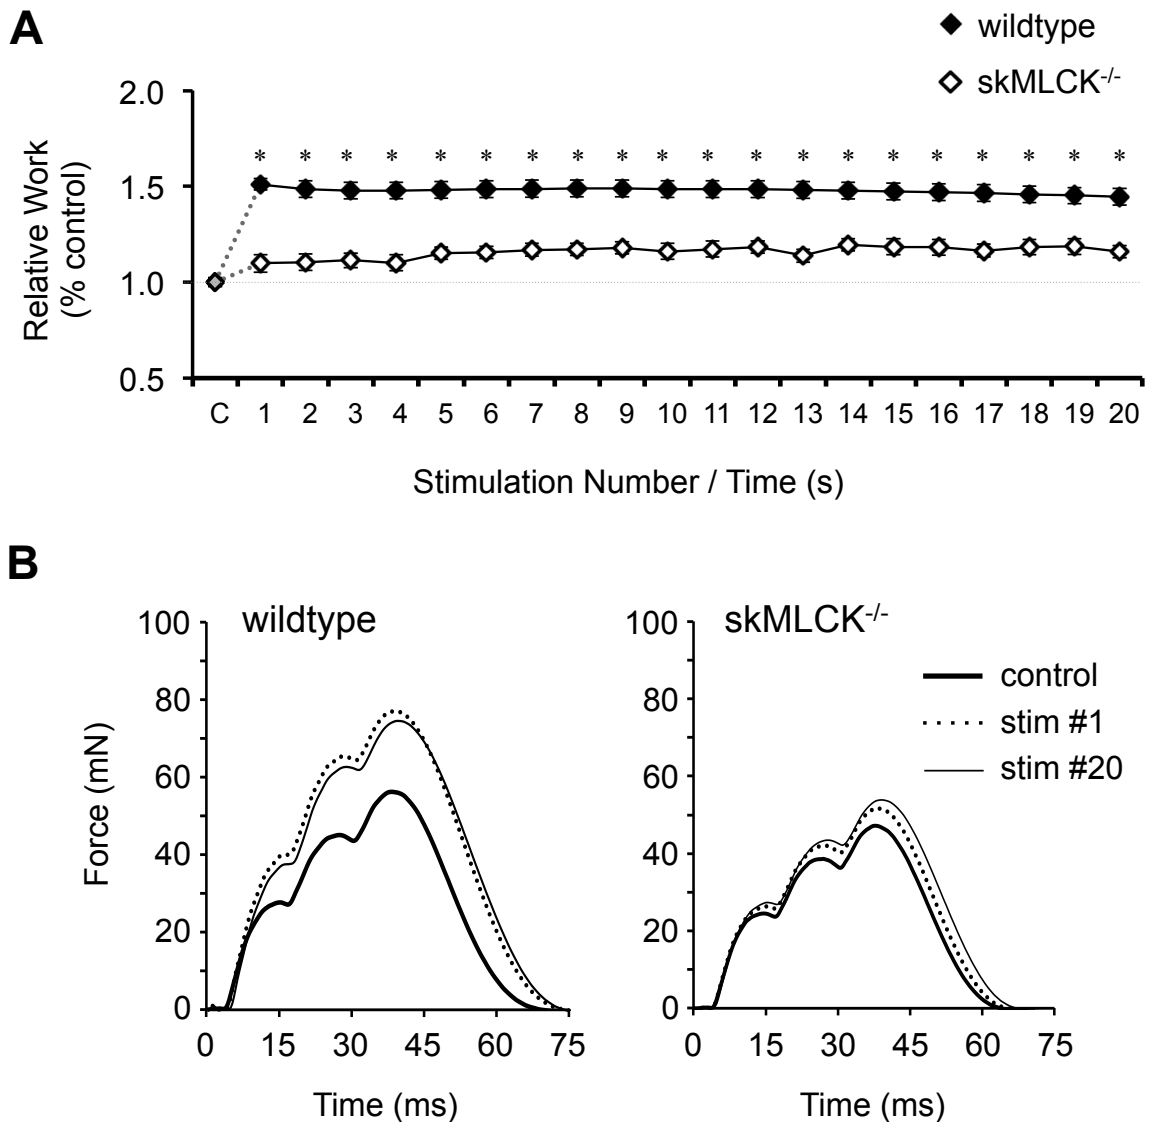 A
wildtype
skMLCK-/-
2.0
1.5
1.0
0.5
Relative Work
(% control)
* * * * * * * * * * * * * * * * * * * *
C 1 2 3 4 5 6 7 8 9 10 11 12 13 14 15 16 17 18 19 20
Stimulation Number / Time (s)
B
wildtype
100
80
60
40
20
0
Force (mN)
0 15 30 45 60 75
Time (ms)
skMLCK-/-
100
80
60
40
20
0
control
stim #1
stim #20
0 15 30 45 60 75
Time (ms)